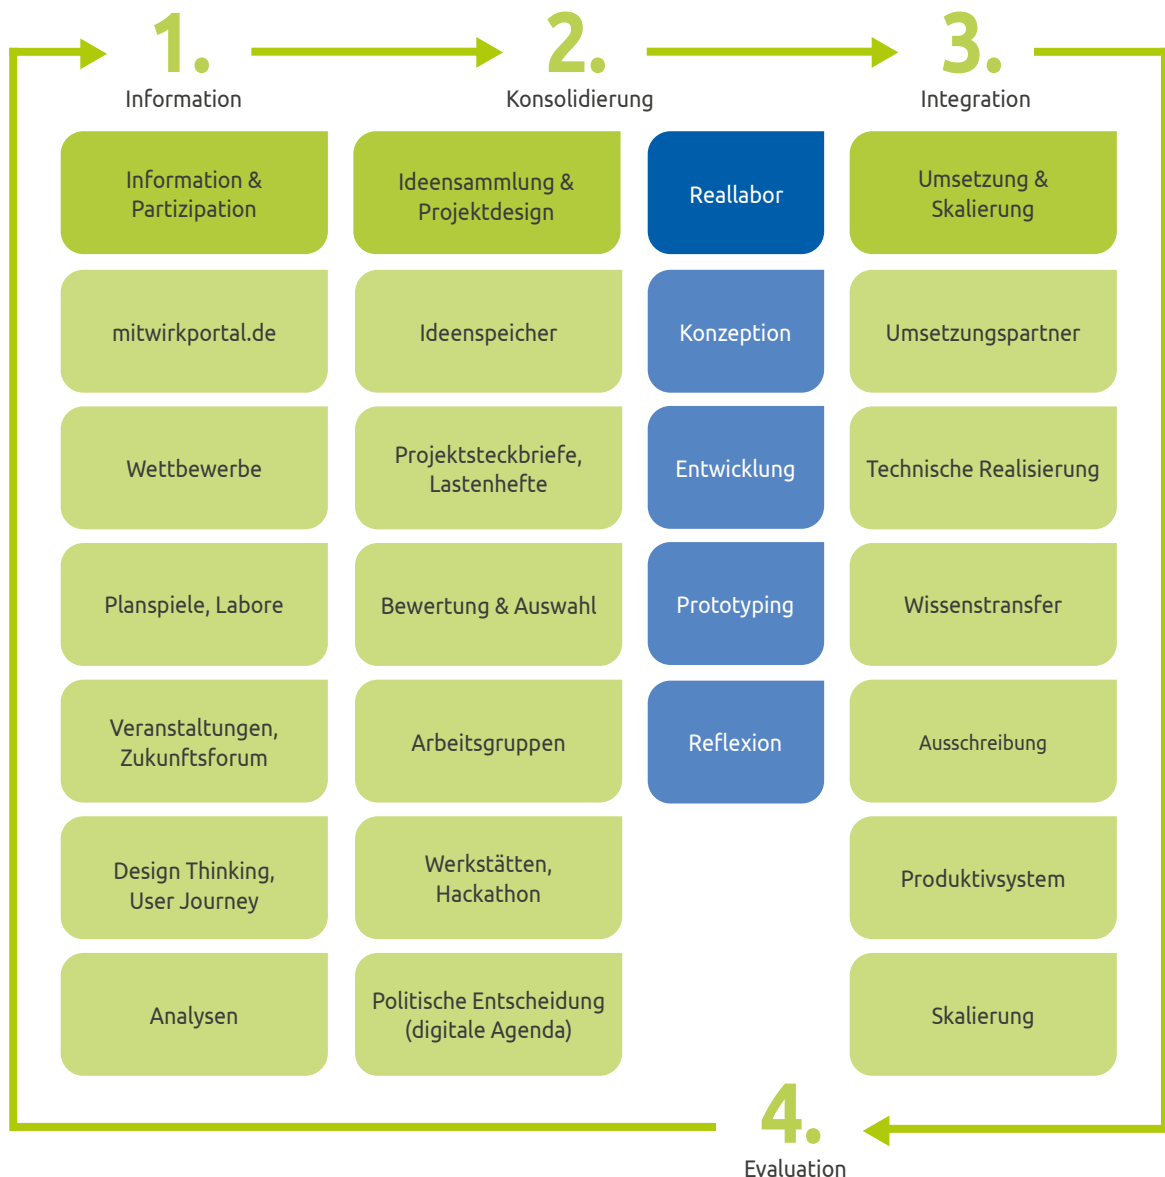 1.
Information
2.
Konsolidierung
3.
Integration
Information &
Partizipation
mitwirkportal.de
Wettbewerbe
Planspiele, Labore
Veranstaltungen,
Zukunftsforum
Design Thinking,
User Journey
Analysen
Ideensammlung &
Projektdesign
Ideenspeicher
Projektsteckbriefe,
Lastenhefte
Bewertung & Auswahl
Arbeitsgruppen
Werkstätten,
Hackathon
Politische Entscheidung
(digitale Agenda)
Reallabor
Konzeption
Entwicklung
Prototyping
Reflexion
Umsetzung &
Skalierung
Umsetzungspartner
Technische Realisierung
Wissenstransfer
Ausschreibung
Produktivsystem
Skalierung
4.
Evaluation